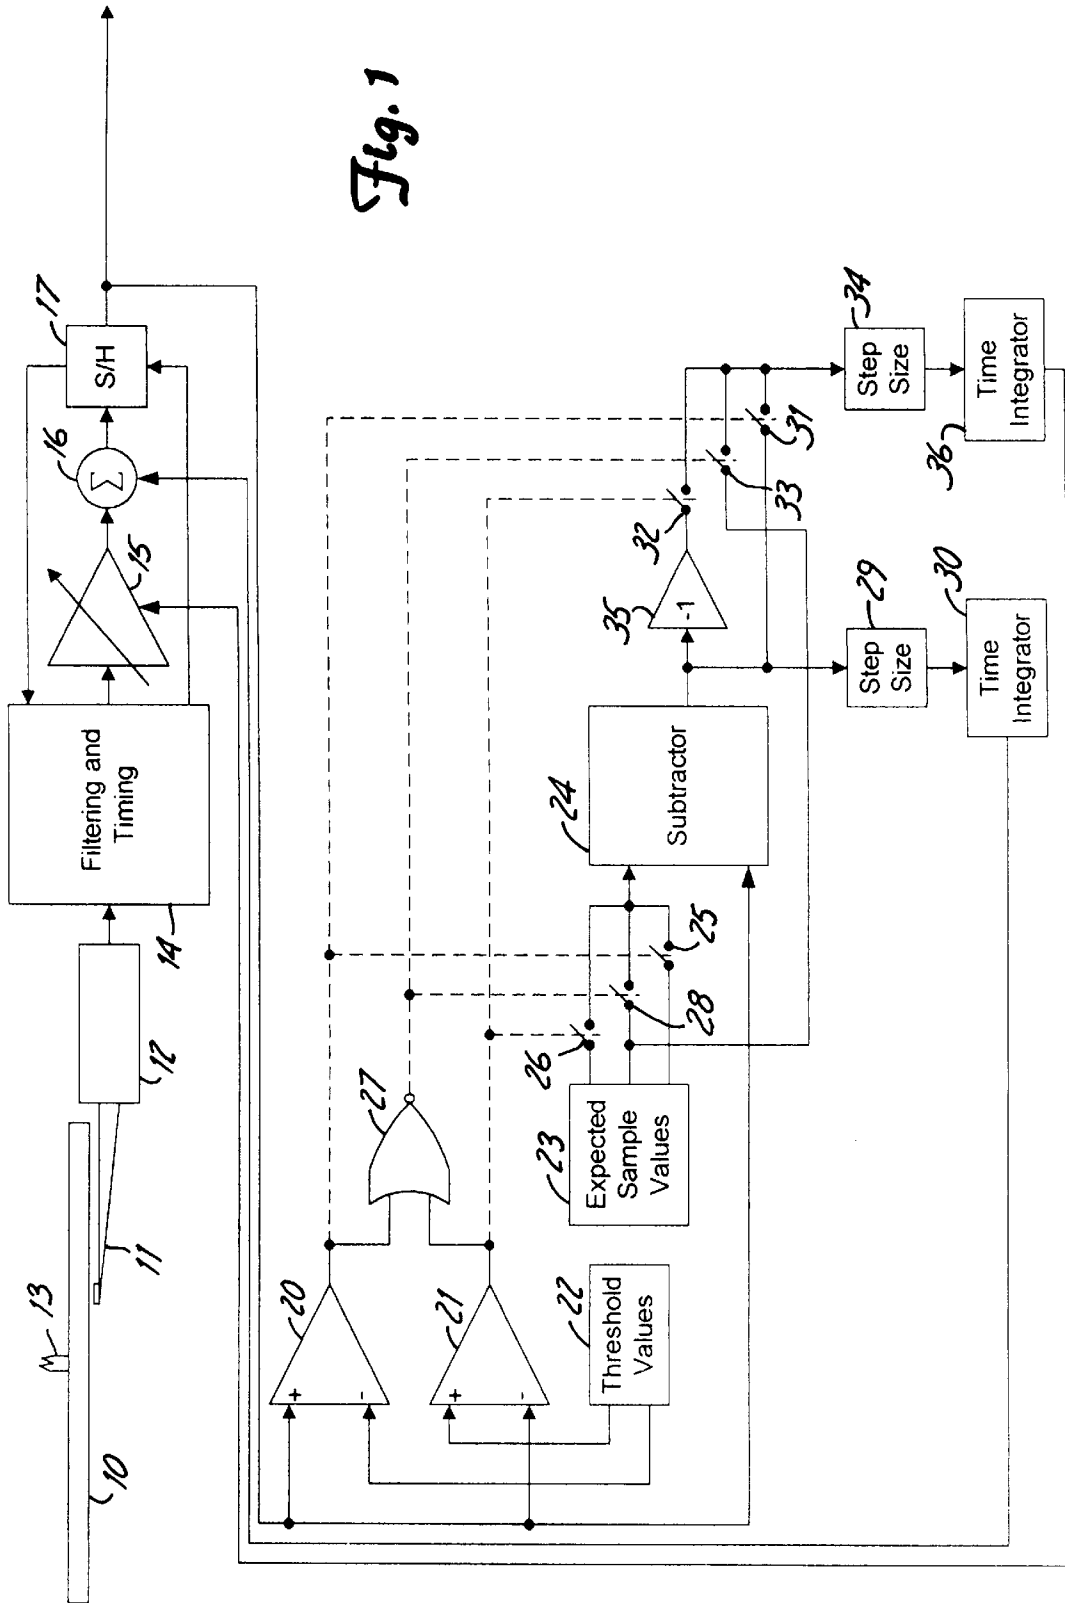 Fig. 1
10
13
11
12
14
Filtering and
Timing
15
16
Σ
17
S/H
20
+
-
21
+
-
22
Threshold
Values
27
23
Expected
Sample
Values
26
28
25
24
Subtractor
35
-1
32
33
31
29
Step
Size
30
Time
Integrator
34
Step
Size
36
Time
Integrator